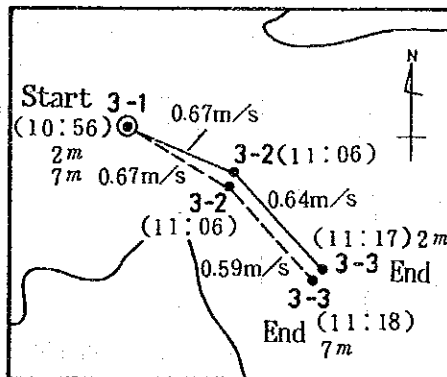 N
Start 3-1
(10:56)
2m
7m
0.67m/s
0.67m/s
3-2 (11:06)
3-2
(11:06)
0.64m/s
0.59m/s
(11:17) 2m
3-3 End
3-3
End (11:18)
7m